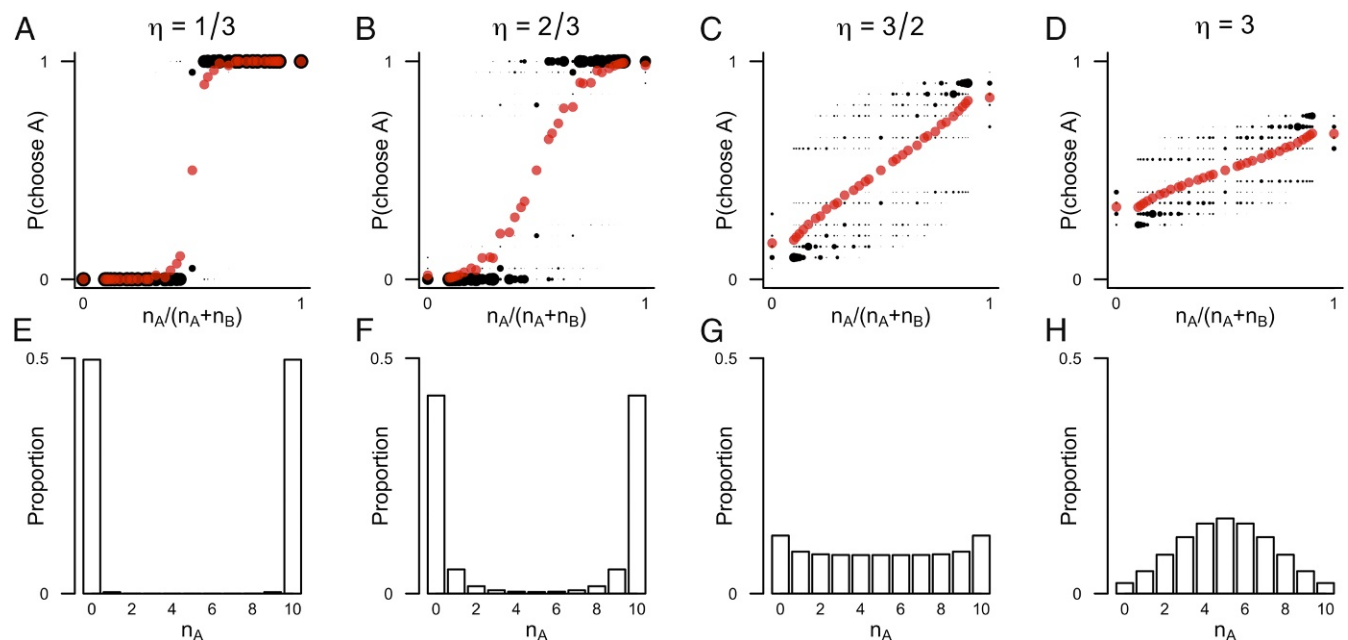 A η = 1/3
B η = 2/3
C η = 3/2
D η = 3
1
P(choose A)
0
0 1
nA/(nA+nB)
1
P(choose A)
0
0 1
nA/(nA+nB)
1
P(choose A)
0
0 1
nA/(nA+nB)
1
P(choose A)
0
0 1
nA/(nA+nB)
E
0.5
Proportion
0
0 2 4 6 8 10
nA
F
0.5
Proportion
0
0 2 4 6 8 10
nA
G
0.5
Proportion
0
0 2 4 6 8 10
nA
H
0.5
Proportion
0
0 2 4 6 8 10
nA